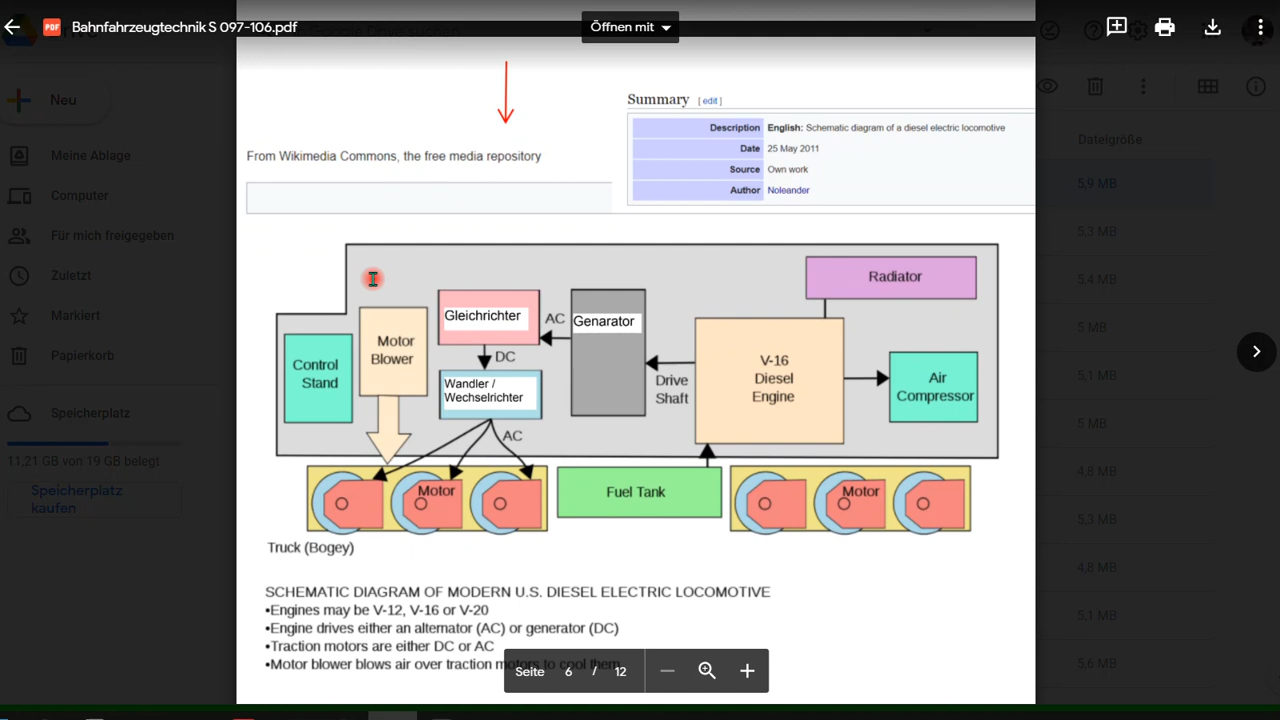 Bahnfahrzeugtechnik S 097-106.pdf
Öffnen mit
Neu
Meine Ablage
Computer
Für mich freigegeben
Zuletzt
Markiert
Papierkorb
Speicherplatz
11,21 GB von 19 GB belegt
Speicherplatz
kaufen
Summary [ edit ]
Description English: Schematic diagram of a diesel electric locomotive
Date 25 May 2011
Source Own work
Author Noleander
From Wikimedia Commons, the free media repository
Radiator
Gleichrichter
AC
Genarator
Motor
Blower
Control
Stand
DC
Wandler /
Wechselrichter
AC
Drive
Shaft
V-16
Diesel
Engine
Air
Compressor
Motor
Fuel Tank
Motor
Truck (Bogey)
SCHEMATIC DIAGRAM OF MODERN U.S. DIESEL ELECTRIC LOCOMOTIVE
•Engines may be V-12, V-16 or V-20
•Engine drives either an alternator (AC) or generator (DC)
•Traction motors are either DC or AC
•Motor blower blows air over traction motors to cool them
Seite 6 / 12
Dateigröße
5,9 MB
5,3 MB
5,4 MB
5 MB
5,1 MB
5 MB
4,8 MB
5,3 MB
4,8 MB
5,1 MB
5,6 MB